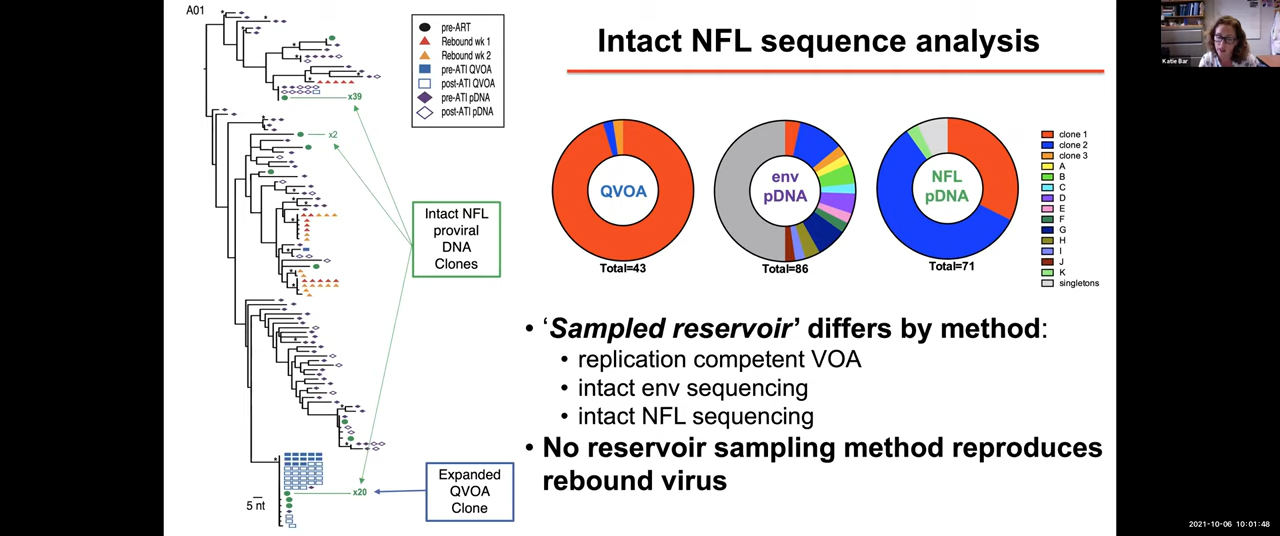 A01
pre-ART
Rebound wk 1
Rebound wk 2
pre-ATI QVOA
post-ATI QVOA
pre-ATI pDNA
post-ATI pDNA
x39
x2
Intact NFL
proviral
DNA
Clones
x20
Expanded
QVOA
Clone
5 nt
Intact NFL sequence analysis
QVOA
Total=43
env
pDNA
Total=86
NFL
pDNA
Total=71
clone 1
clone 2
clone 3
A
B
C
D
E
F
G
H
I
J
K
singletons
• ‘Sampled reservoir’ differs by method:
• replication competent VOA
• intact env sequencing
• intact NFL sequencing
• No reservoir sampling method reproduces
rebound virus
Katie Bar
2021-10-06 10:01:48